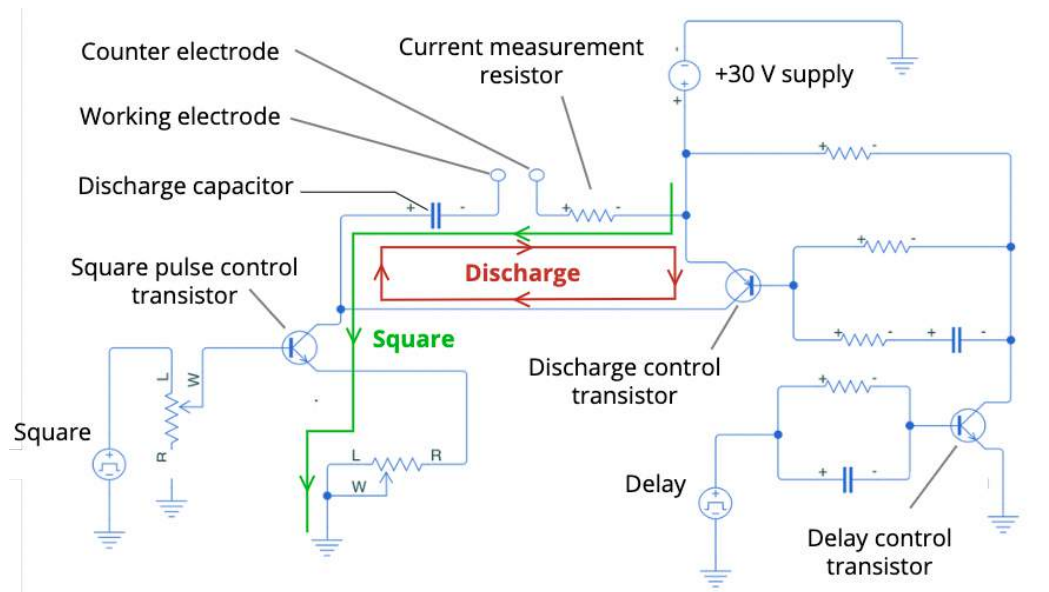 Counter electrode
Current measurement
resistor
+30 V supply
Working electrode
Discharge capacitor
Square pulse control
transistor
Discharge
Square
Discharge control
transistor
Square
Delay
Delay control
transistor
L
W
R
L
R
W
+
-
+
-
-
+
+
+
-
+
-
+
-
+
-
+
-
+
-
+
+